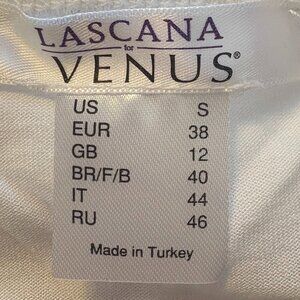 LASCANA
for
VENUS®
US S
EUR 38
GB 12
BR/F/B 40
IT 44
RU 46
Made in Turkey